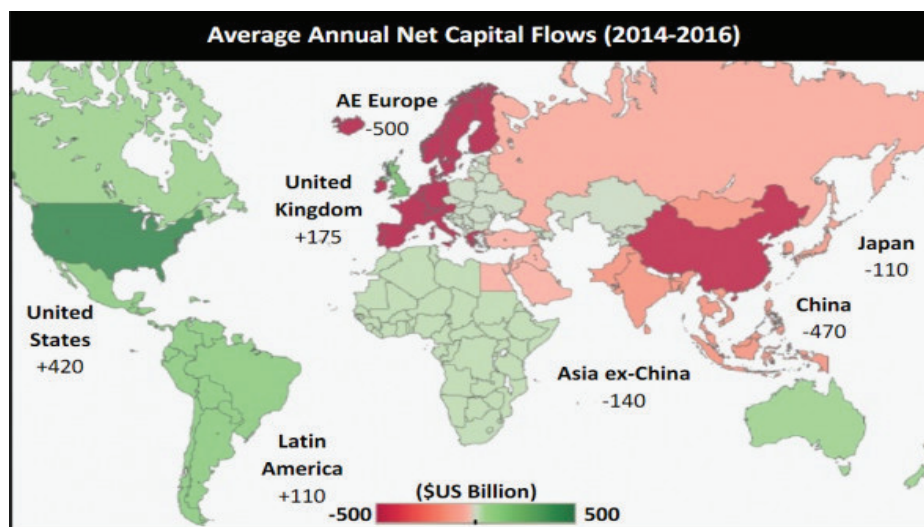 Average Annual Net Capital Flows (2014-2016)
AE Europe
-500
United
Kingdom
+175
Japan
-110
China
-470
United
States
+420
Asia ex-China
-140
Latin
America
+110
($US Billion)
-500
500